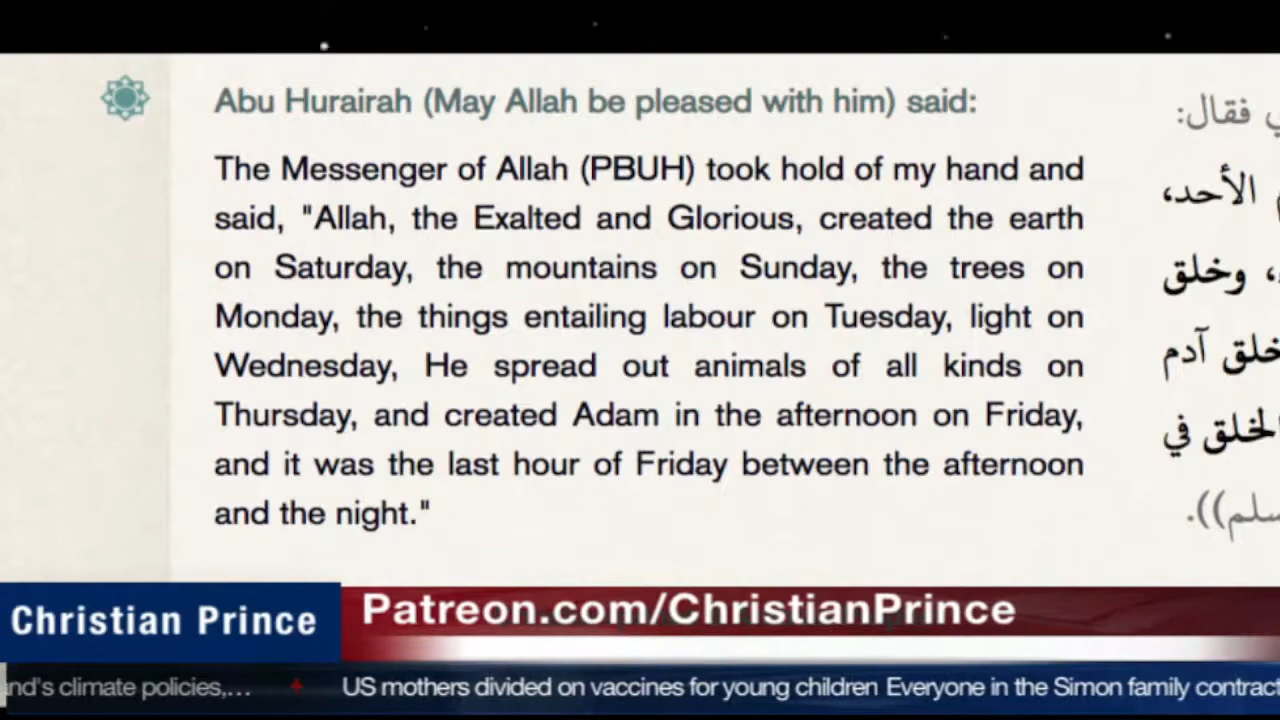 Abu Hurairah (May Allah be pleased with him) said:
The Messenger of Allah (PBUH) took hold of my hand and
said, "Allah, the Exalted and Glorious, created the earth
on Saturday, the mountains on Sunday, the trees on
Monday, the things entailing labour on Tuesday, light on
Wednesday, He spread out animals of all kinds on
Thursday, and created Adam in the afternoon on Friday,
and it was the last hour of Friday between the afternoon
and the night."
فقال:
الأحد،
وخلق
آدم
في
Christian Prince
Patreon.com/ChristianPrince
climate policies,... US mothers divided on vaccines for young children Everyone in the Simon family